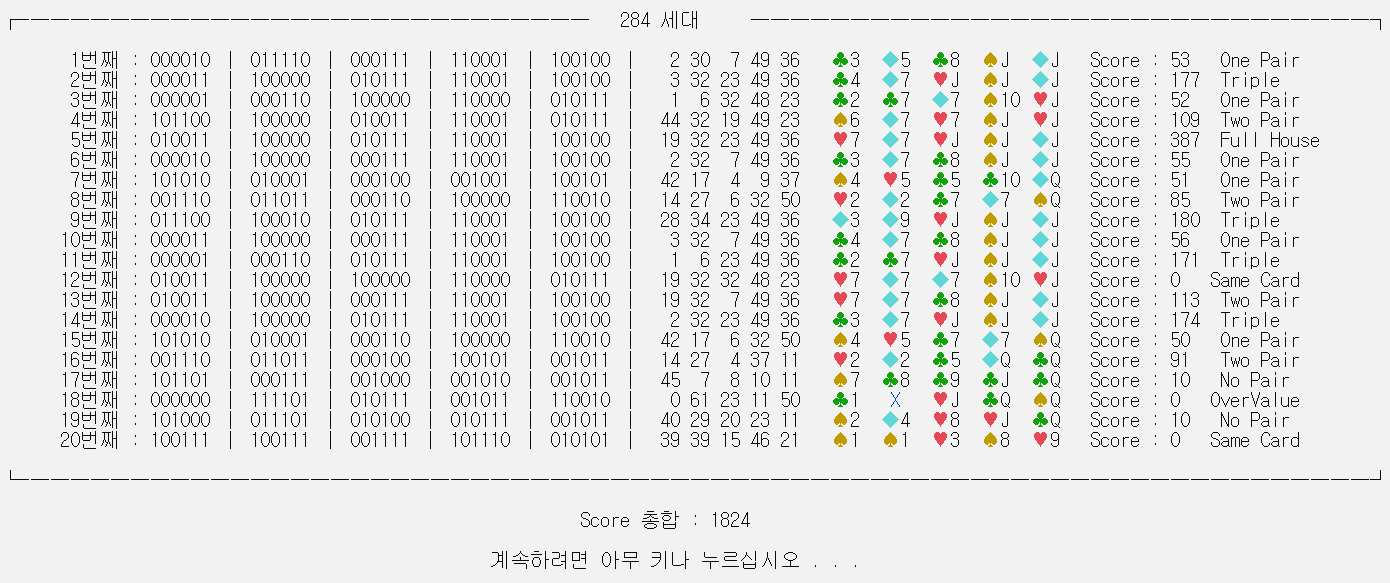 284 세대
1번째 : 000010 | 011110 | 000111 | 110001 | 100100 | 2 30 7 49 36 ♣3 ◆5 ♣8 ♠J ◆J Score : 53 One Pair
2번째 : 000011 | 100000 | 010111 | 110001 | 100100 | 3 32 23 49 36 ♣4 ◆7 ♥J ♠J ◆J Score : 177 Triple
3번째 : 000001 | 000110 | 100000 | 110000 | 010111 | 1 6 32 48 23 ♣2 ♣7 ◆7 ♠10 ♥J Score : 52 One Pair
4번째 : 101100 | 100000 | 010011 | 110001 | 010111 | 44 32 19 49 23 ♠6 ◆7 ♥7 ♠J ♥J Score : 109 Two Pair
5번째 : 010011 | 100000 | 010111 | 110001 | 100100 | 19 32 23 49 36 ♥7 ◆7 ♥J ♠J ◆J Score : 387 Full House
6번째 : 000010 | 100000 | 000111 | 110001 | 100100 | 2 32 7 49 36 ♣3 ◆7 ♣8 ♠J ◆J Score : 55 One Pair
7번째 : 101010 | 010001 | 000100 | 001001 | 100101 | 42 17 4 9 37 ♠4 ♥5 ♣5 ♣10 ◆Q Score : 51 One Pair
8번째 : 001110 | 011011 | 000110 | 100000 | 110010 | 14 27 6 32 50 ♥2 ◆2 ♣7 ◆7 ♠Q Score : 85 Two Pair
9번째 : 011100 | 100010 | 010111 | 110001 | 100100 | 28 34 23 49 36 ◆3 ◆9 ♥J ♠J ◆J Score : 180 Triple
10번째 : 000011 | 100000 | 000111 | 110001 | 100100 | 3 32 7 49 36 ♣4 ◆7 ♣8 ♠J ◆J Score : 56 One Pair
11번째 : 000001 | 000110 | 010111 | 110001 | 100100 | 1 6 23 49 36 ♣2 ♣7 ♥J ♠J ◆J Score : 171 Triple
12번째 : 010011 | 100000 | 100000 | 110000 | 010111 | 19 32 32 48 23 ♥7 ◆7 ◆7 ♠10 ♥J Score : 0 Same Card
13번째 : 010011 | 100000 | 000111 | 110001 | 100100 | 19 32 7 49 36 ♥7 ◆7 ♣8 ♠J ◆J Score : 113 Two Pair
14번째 : 000010 | 100000 | 010111 | 110001 | 100100 | 2 32 23 49 36 ♣3 ◆7 ♥J ♠J ◆J Score : 174 Triple
15번째 : 101010 | 010001 | 000110 | 100000 | 110010 | 42 17 6 32 50 ♠4 ♥5 ♣7 ◆7 ♠Q Score : 50 One Pair
16번째 : 001110 | 011011 | 000100 | 100101 | 001011 | 14 27 4 37 11 ♥2 ◆2 ♣5 ◆Q ♣Q Score : 91 Two Pair
17번째 : 101101 | 000111 | 001000 | 001010 | 001011 | 45 7 8 10 11 ♠7 ♣8 ♣9 ♣J ♣Q Score : 10 No Pair
18번째 : 000000 | 111101 | 010111 | 001011 | 110010 | 0 61 23 11 50 ♣1 X ♥J ♣Q ♠Q Score : 0 OverValue
19번째 : 101000 | 011101 | 010100 | 010111 | 001011 | 40 29 20 23 11 ♠2 ◆4 ♥8 ♥J ♣Q Score : 10 No Pair
20번째 : 100111 | 100111 | 001111 | 101110 | 010101 | 39 39 15 46 21 ♠1 ♠1 ♥3 ♠8 ♥9 Score : 0 Same Card
Score 총합 : 1824
계속하려면 아무 키나 누르십시오 . . .